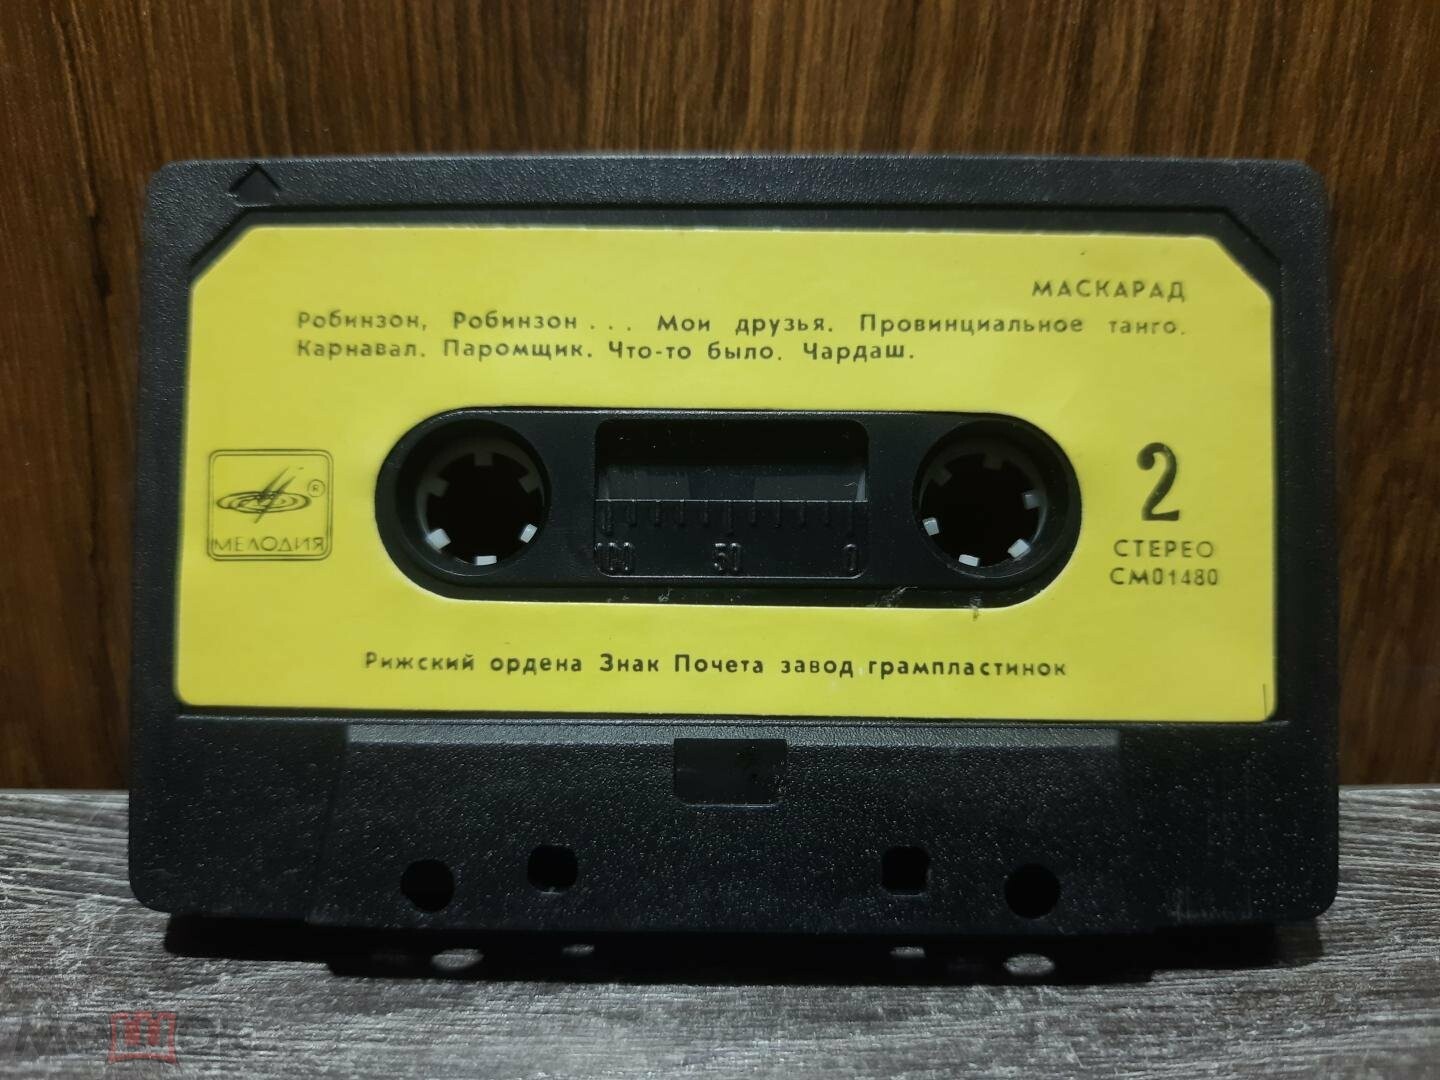 МАСКАРАД
Робинзон, Робинзон... Мои друзья. Провинциальное танго.
Карнавал. Паромщик. Что-то было. Чардаш.
®
МЕЛОДИЯ
2
СТЕРЕО
СМ01480
100 50 0
Рижский ордена Знак Почета завод грампластинок
Мешок